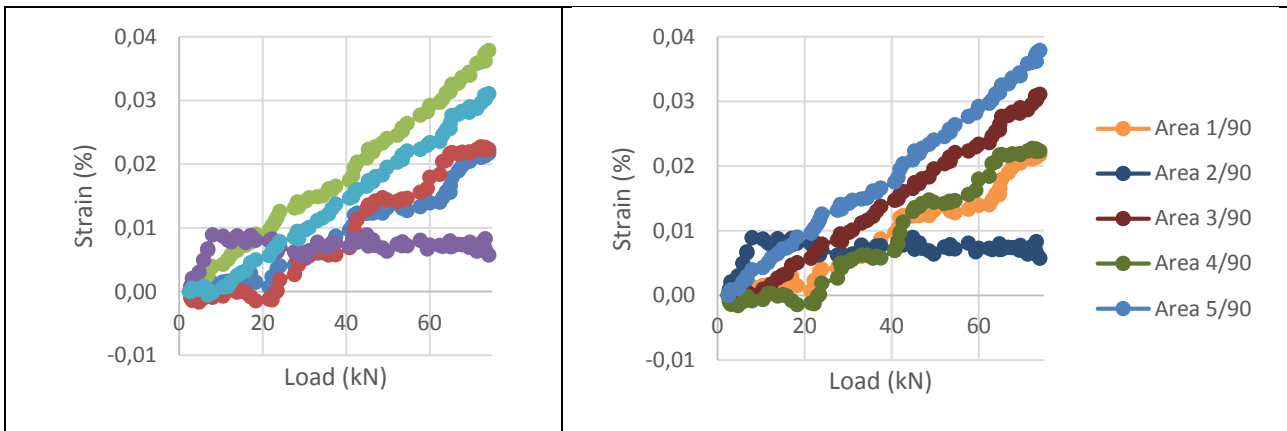 0,04
0,03
0,02
0,01
0,00
-0,01
Strain (%)
0
20
40
60
Load (kN)
0,04
0,03
0,02
0,01
0,00
-0,01
Strain (%)
0
20
40
60
Load (kN)
Area 1/90
Area 2/90
Area 3/90
Area 4/90
Area 5/90